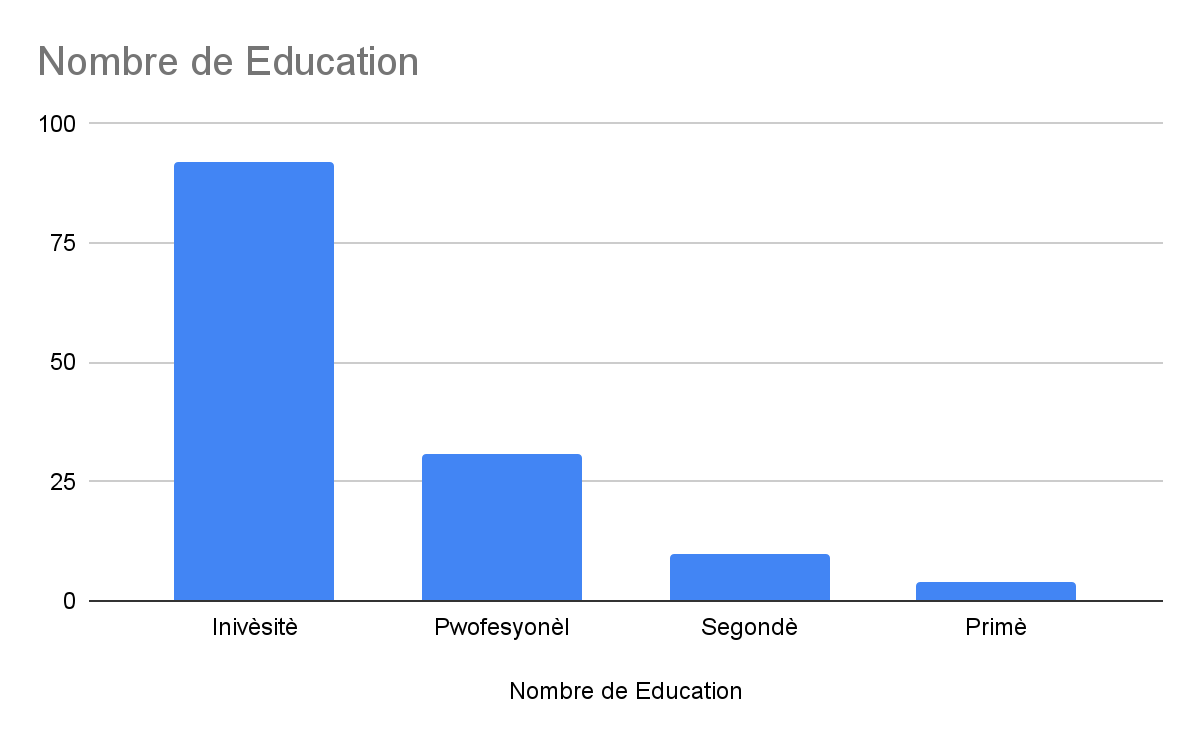 Nombre de Education
100
75
50
25
0
Inivèsitè
Pwofesyonèl
Segondè
Primè
Nombre de Education